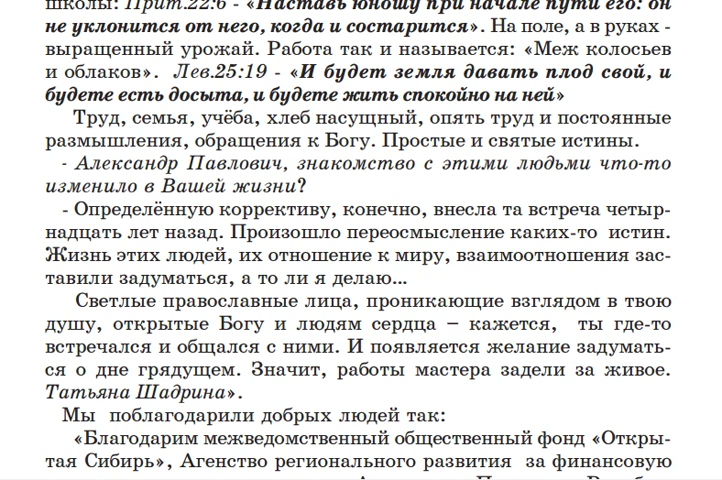 школы: Прит.22:6 - «Наставь юношу при начале пути его: он
не уклонится от него, когда и состарится». На поле, а в руках -
выращенный урожай. Работа так и называется: «Меж колосьев
и облаков». Лев.25:19 - «И будет земля давать плод свой, и
будете есть досыта, и будете жить спокойно на ней»
Труд, семья, учёба, хлеб насущный, опять труд и постоянные
размышления, обращения к Богу. Простые и святые истины.
- Александр Павлович, знакомство с этими людьми что-то
изменило в Вашей жизни?
- Определённую коррективу, конечно, внесла та встреча четыр-
надцать лет назад. Произошло переосмысление каких-то истин.
Жизнь этих людей, их отношение к миру, взаимоотношения зас-
тавили задуматься, а то ли я делаю...
Светлые православные лица, проникающие взглядом в твою
душу, открытые Богу и людям сердца – кажется, ты где-то
встречался и общался с ними. И появляется желание задумать-
ся о дне грядущем. Значит, работы мастера задели за живое.
Татьяна Шадрина».
Мы поблагодарили добрых людей так:
«Благодарим межведомственный общественный фонд «Откры-
тая Сибирь», Агенство регионального развития за финансовую